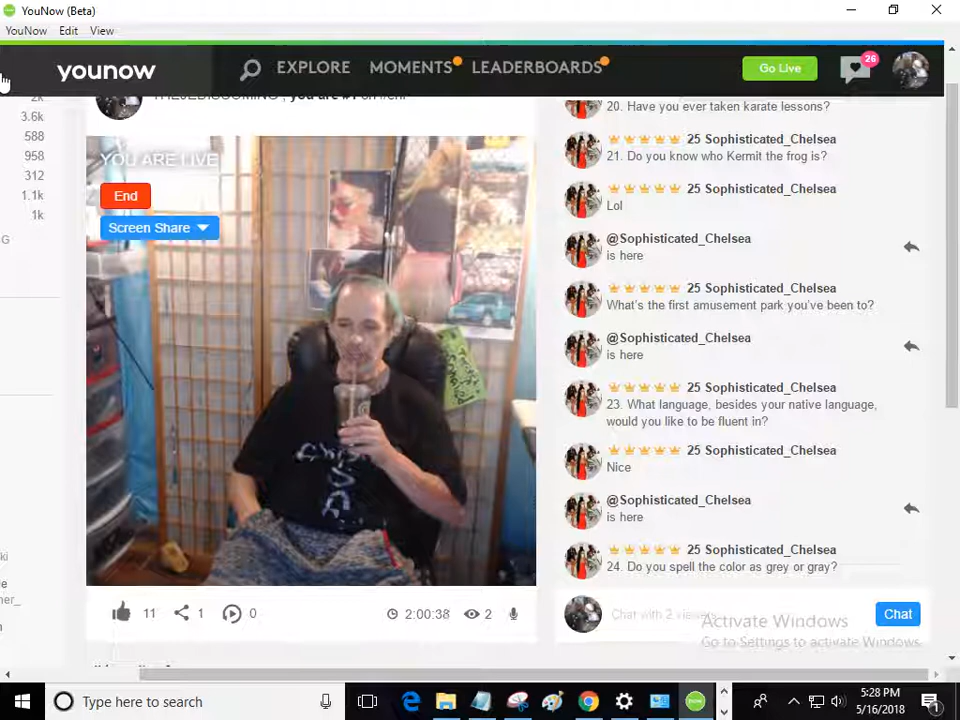 YouNow (Beta)
YouNow Edit View
younow
EXPLORE MOMENTS LEADERBOARDS
Go Live
26
2k
3.6k
588
958
312
1.1k
1k
G
YOU ARE LIVE
End
Screen Share
11 1 0 2:00:38 2
20. Have you ever taken karate lessons?
25 Sophisticated_Chelsea
21. Do you know who Kermit the frog is?
25 Sophisticated_Chelsea
Lol
@Sophisticated_Chelsea
is here
25 Sophisticated_Chelsea
What's the first amusement park you've been to?
@Sophisticated_Chelsea
is here
25 Sophisticated_Chelsea
23. What language, besides your native language,
would you like to be fluent in?
25 Sophisticated_Chelsea
Nice
@Sophisticated_Chelsea
is here
25 Sophisticated_Chelsea
24. Do you spell the color as grey or gray?
Chat with 2 viewers
Chat
Activate Windows
Go to Settings to activate Windows.
Type here to search
5:28 PM
5/16/2018
1